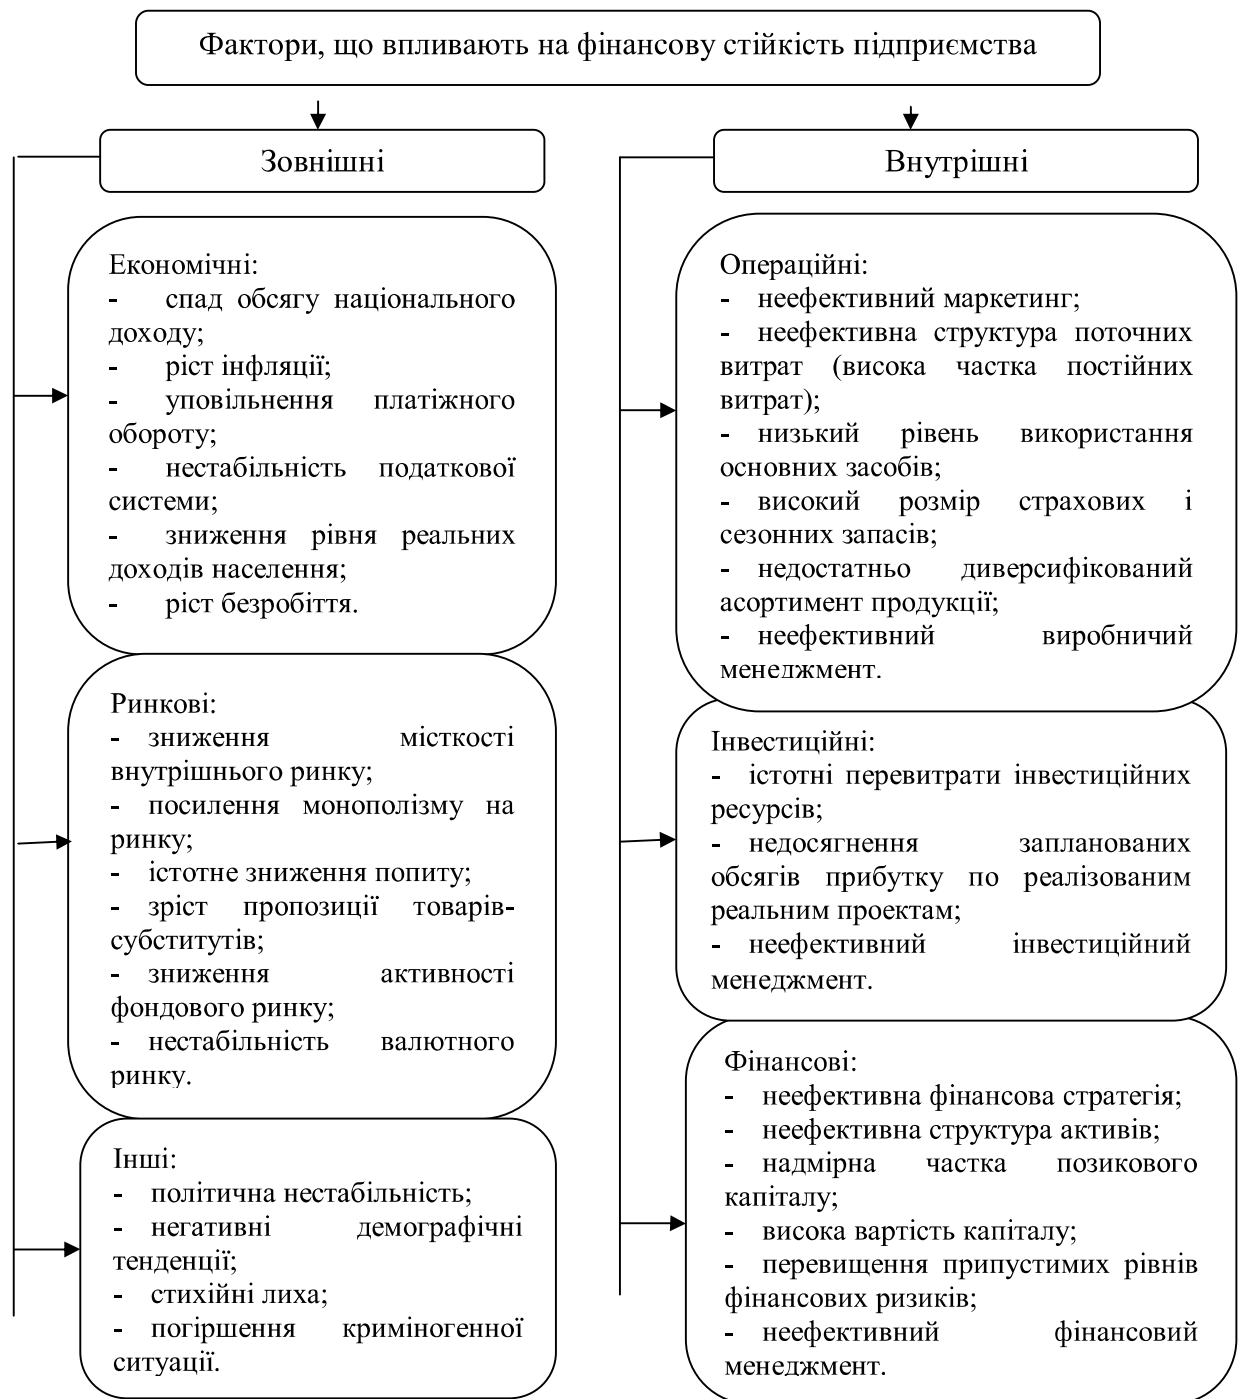 Фактори, що впливають на фінансову стійкість підприємства
Зовнішні
Економічні:
- спад обсягу національного
доходу;
- ріст інфляції;
- уповільнення платіжного
обороту;
- нестабільність податкової
системи;
- зниження рівня реальних
доходів населення;
- ріст безробіття.
Ринкові:
- зниження місткості
внутрішнього ринку;
- посилення монополізму на
ринку;
- істотне зниження попиту;
- зріст пропозиції товарів-
субститутів;
- зниження активності
фондового ринку;
- нестабільність валютного
ринку.
Інші:
- політична нестабільність;
- негативні демографічні
тенденції;
- стихійні лиха;
- погіршення криміногенної
ситуації.
Внутрішні
Операційні:
- неефективний маркетинг;
- неефективна структура поточних
витрат (висока частка постійних
витрат);
- низький рівень використання
основних засобів;
- високий розмір страхових і
сезонних запасів;
- недостатньо диверсифікований
асортимент продукції;
- неефективний виробничий
менеджмент.
Інвестиційні:
- істотні перевитрати інвестиційних
ресурсів;
- недосягнення запланованих
обсягів прибутку по реалізованим
реальним проектам;
- неефективний інвестиційний
менеджмент.
Фінансові:
- неефективна фінансова стратегія;
- неефективна структура активів;
- надмірна частка позикового
капіталу;
- висока вартість капіталу;
- перевищення припустимих рівнів
фінансових ризиків;
- неефективний фінансовий
менеджмент.